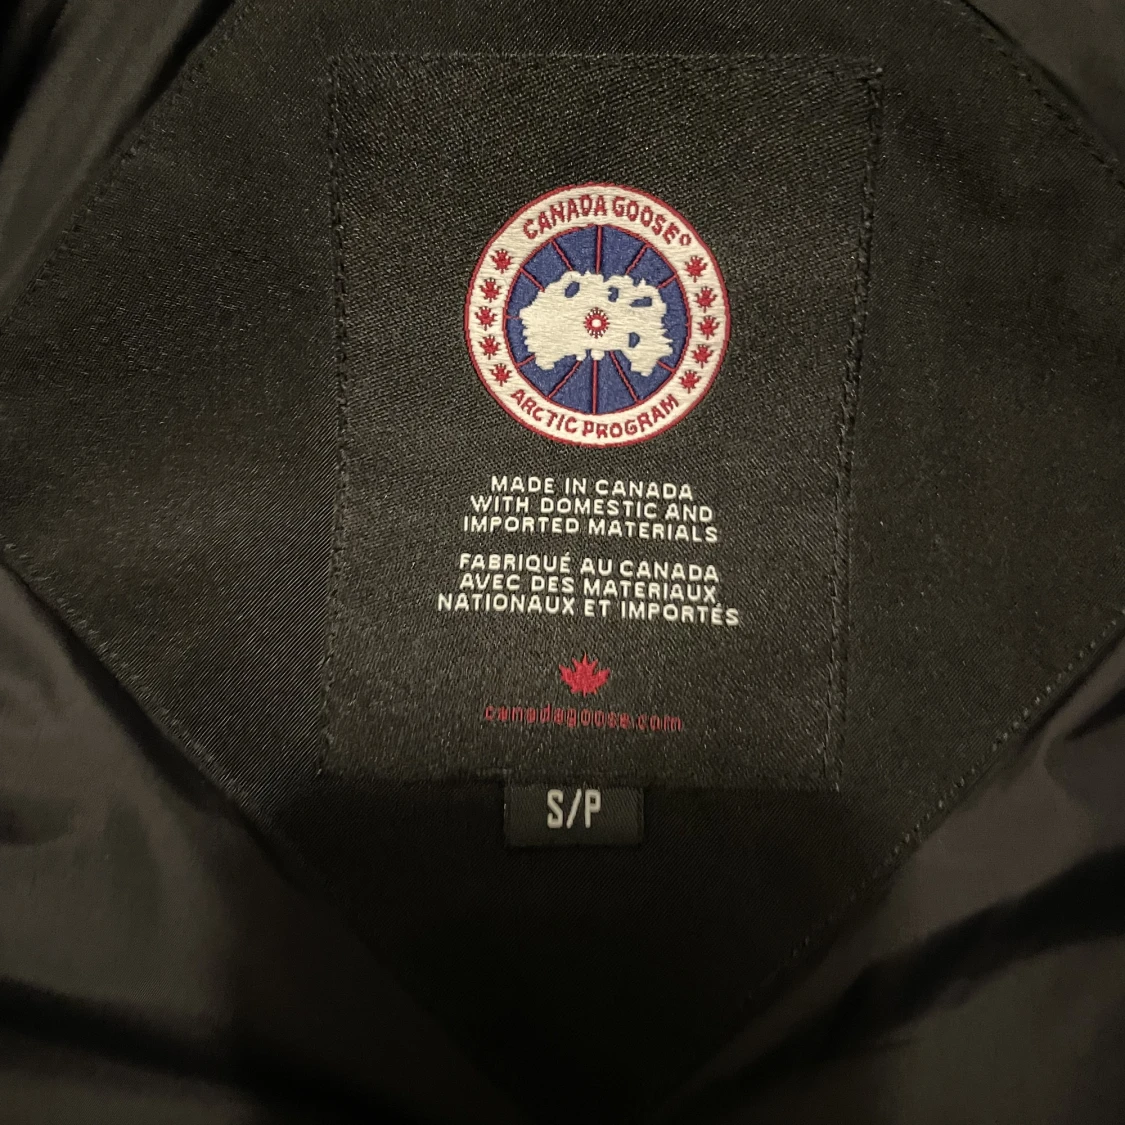 CANADA GOOSE®
ARCTIC PROGRAM
MADE IN CANADA
WITH DOMESTIC AND
IMPORTED MATERIALS
FABRIQUÉ AU CANADA
AVEC DES MATERIAUX
NATIONAUX ET IMPORTÉS
canadagoose.com
S/P